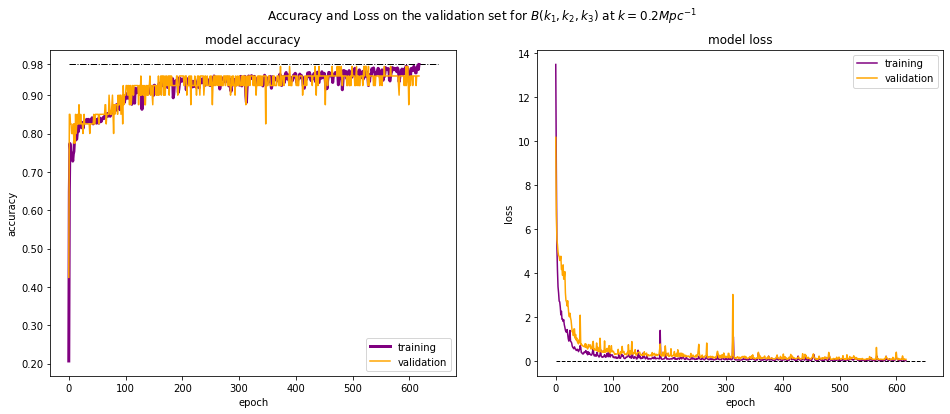 Accuracy and Loss on the validation set for B(k₁, k₂, k₃) at k = 0.2Mpc⁻¹
model accuracy
0.98
0.90
0.80
0.70
0.60
0.50
0.40
0.30
0.20
accuracy
0 100 200 300 400 500 600
epoch
training
validation
model loss
14
12
10
8
6
4
2
0
loss
0 100 200 300 400 500 600
epoch
training
validation